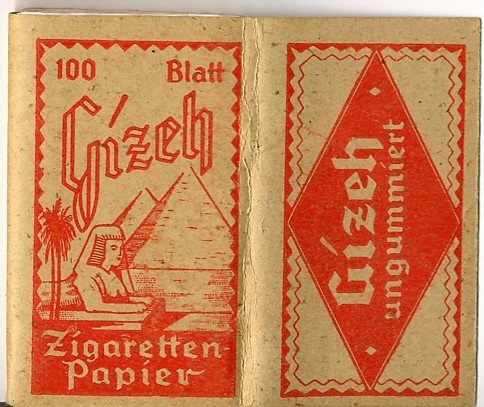 100 Blatt
Gizeh
Zigaretten-
Papier
Gizeh
ungummiert